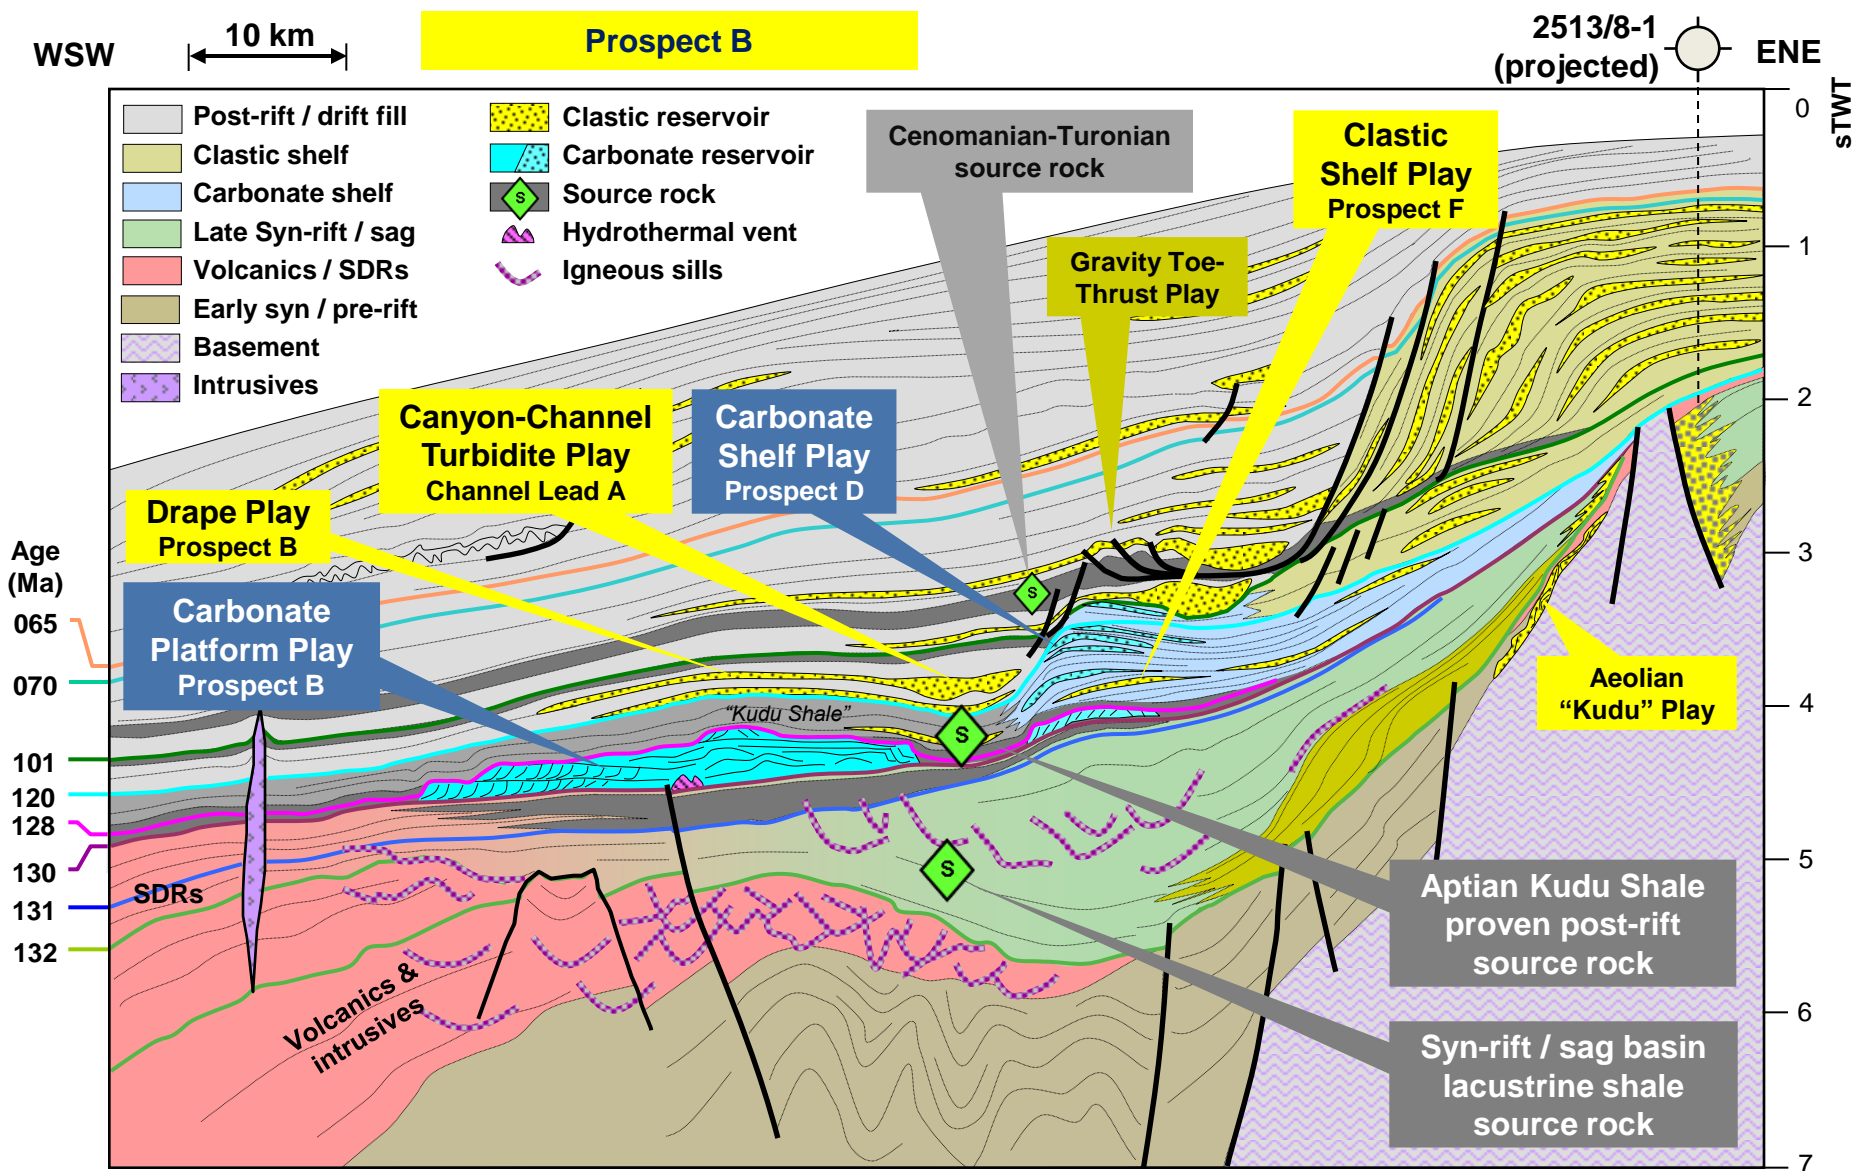 WSW
10 km
Prospect B
2513/8-1
(projected)
ENE
sTWT
Post-rift / drift fill
Clastic shelf
Carbonate shelf
Late Syn-rift / sag
Volcanics / SDRs
Early syn / pre-rift
Basement
Intrusives
Clastic reservoir
Carbonate reservoir
S
Source rock
Hydrothermal vent
Igneous sills
Cenomanian-Turonian
source rock
Clastic
Shelf Play
Prospect F
Gravity Toe-
Thrust Play
Canyon-Channel
Turbidite Play
Channel Lead A
Carbonate
Shelf Play
Prospect D
Drape Play
Prospect B
Carbonate
Platform Play
Prospect B
Age
(Ma)
065
070
101
120
128
130
131
132
0
1
2
3
4
5
6
7
S
"Kudu Shale"
S
S
Aeolian
"Kudu" Play
SDRs
Volcanics &
intrusives
Aptian Kudu Shale
proven post-rift
source rock
Syn-rift / sag basin
lacustrine shale
source rock